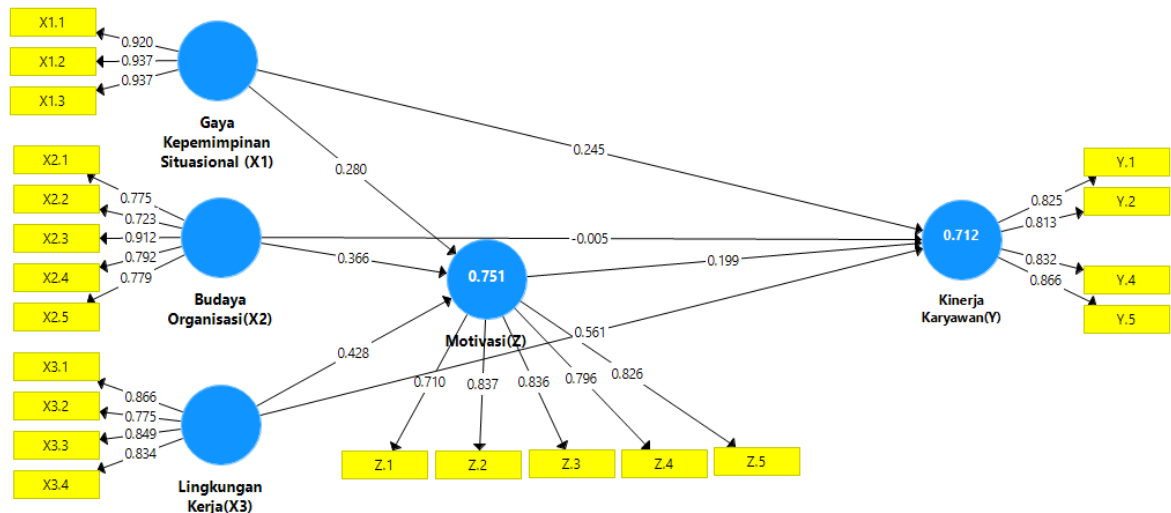 X1.1
0.920
X1.2
0.937
0.937
X1.3
Gaya
Kepemimpinan
Situasional (X1)
0.245
0.280
X2.1
0.775
X2.2
0.723
X2.3
0.912
X2.4
0.792
0.779
X2.5
Budaya
Organisasi(X2)
-0.005
0.366
0.751
Motivasi(Z)
0.199
0.561
0.428
X3.1
0.866
X3.2
0.775
0.849
X3.3
0.834
X3.4
Lingkungan
Kerja(X3)
0.710
0.837
0.836
0.796
0.826
Z.1
Z.2
Z.3
Z.4
Z.5
0.712
Kinerja
Karyawan(Y)
Y.1
0.825
Y.2
0.813
0.832
Y.4
0.866
Y.5